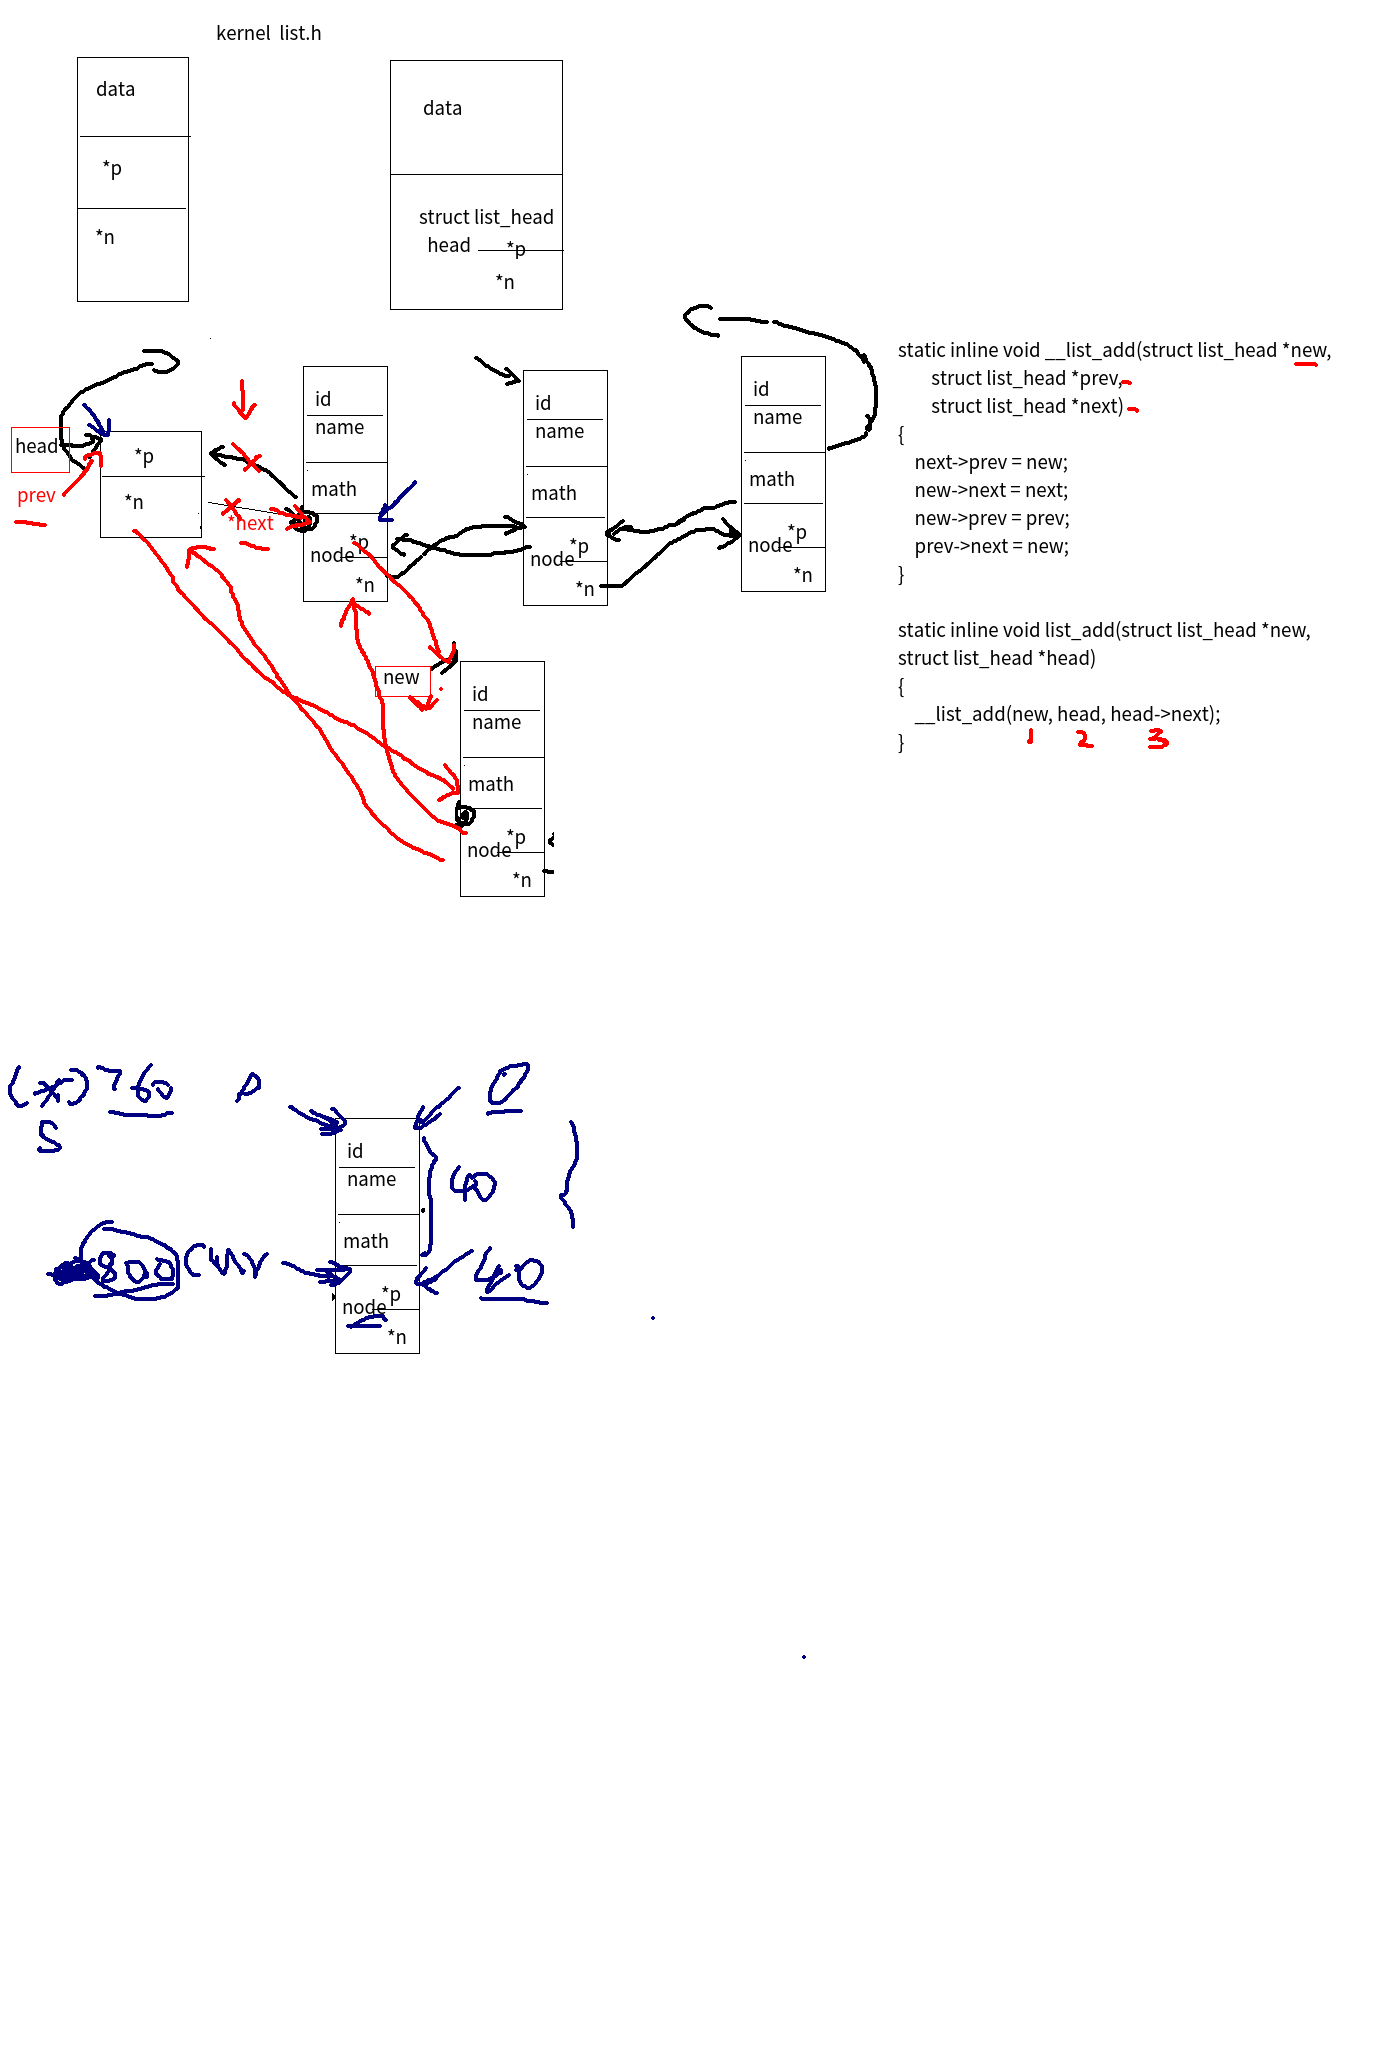 kernel  list.h
data
*p
*n
data
struct list_head
head
*p
*n
head
*p
*n
prev
*next
id
name
math
*p
node
*n
id
name
math
*p
node
*n
id
name
math
*p
node
*n
new
id
name
math
*p
node
*n
static inline void __list_add(struct list_head *new,
struct list_head *prev,
struct list_head *next)
{
next->prev = new;
new->next = next;
new->prev = prev;
prev->next = new;
}
static inline void list_add(struct list_head *new,
struct list_head *head)
{
__list_add(new, head, head->next);
1 2 3
}
(*)760
S
P
0
id
name
40
math
800
cur
40
*p
node
*n